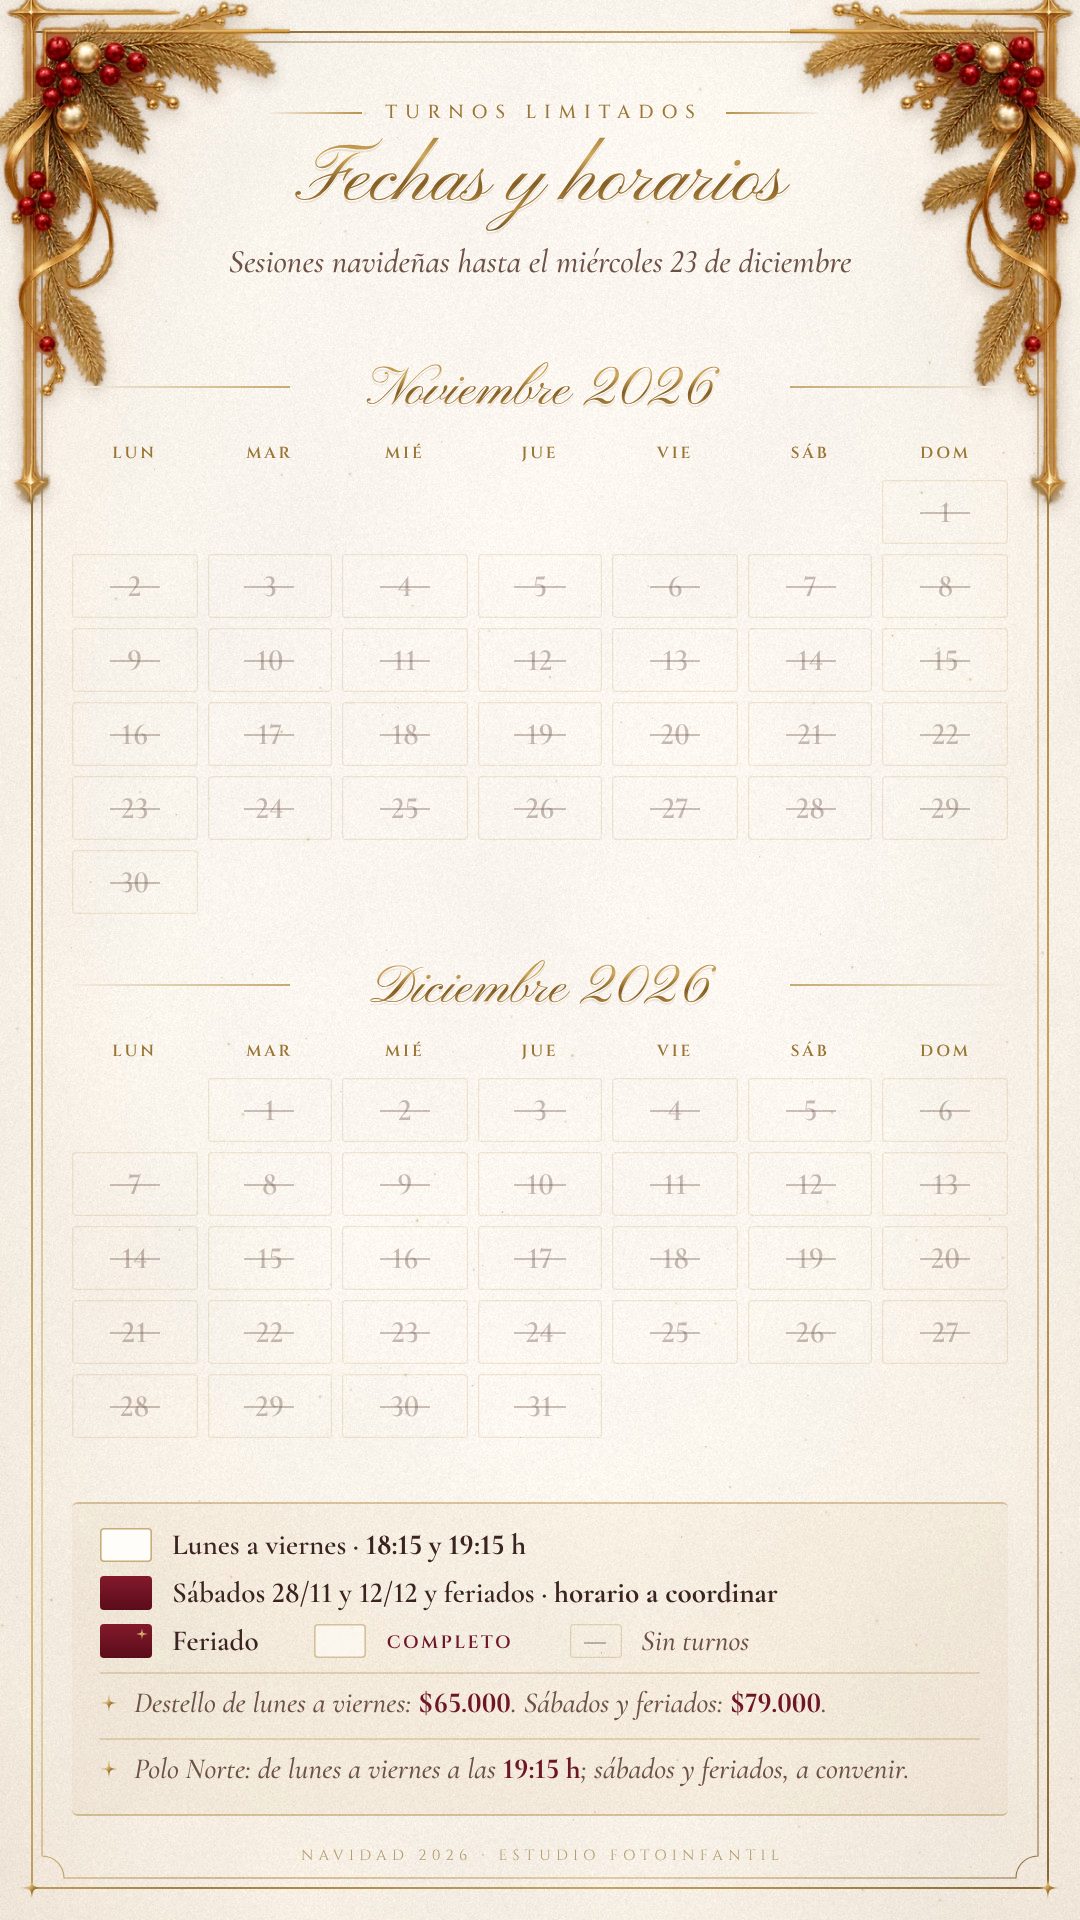 TURNOS LIMITADOS
Fechas y horarios
Sesiones navideñas hasta el miércoles 23 de diciembre
Noviembre 2026
LUN MAR MIÉ JUE VIE SÁB DOM
1
2 3 4 5 6 7 8
9 10 11 12 13 14 15
16 17 18 19 20 21 22
23 24 25 26 27 28 29
30
Diciembre 2026
LUN MAR MIÉ JUE VIE SÁB DOM
1 2 3 4 5 6
7 8 9 10 11 12 13
14 15 16 17 18 19 20
21 22 23 24 25 26 27
28 29 30 31
Lunes a viernes · 18:15 y 19:15 h
Sábados 28/11 y 12/12 y feriados · horario a coordinar
Feriado COMPLETO — Sin turnos
Destello de lunes a viernes: $65.000. Sábados y feriados: $79.000.
Polo Norte: de lunes a viernes a las 19:15 h; sábados y feriados, a convenir.
NAVIDAD 2026 · ESTUDIO FOTOINFANTIL